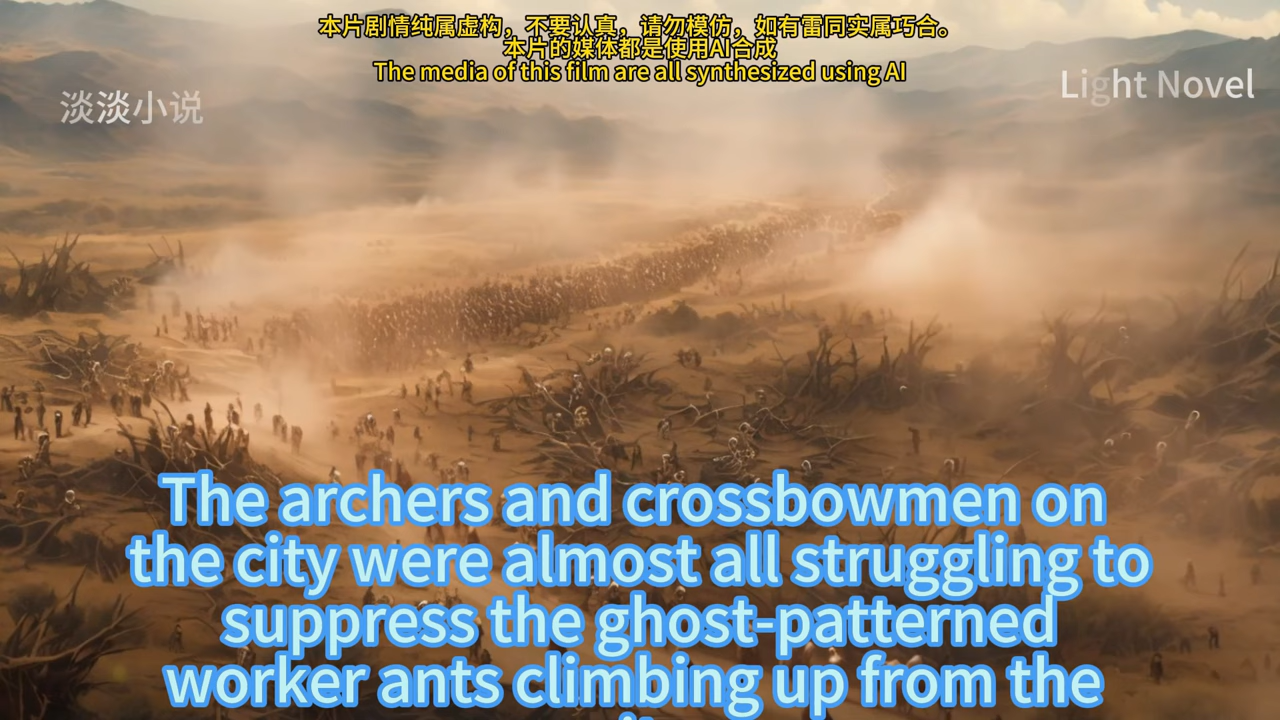 本片剧情纯属虚构，不要认真，请勿模仿，如有雷同实属巧合。
本片的媒体都是使用AI合成
The media of this film are all synthesized using AI
淡淡小说
Light Novel
The archers and crossbowmen on
the city were almost all struggling to
suppress the ghost-patterned
worker ants climbing up from the